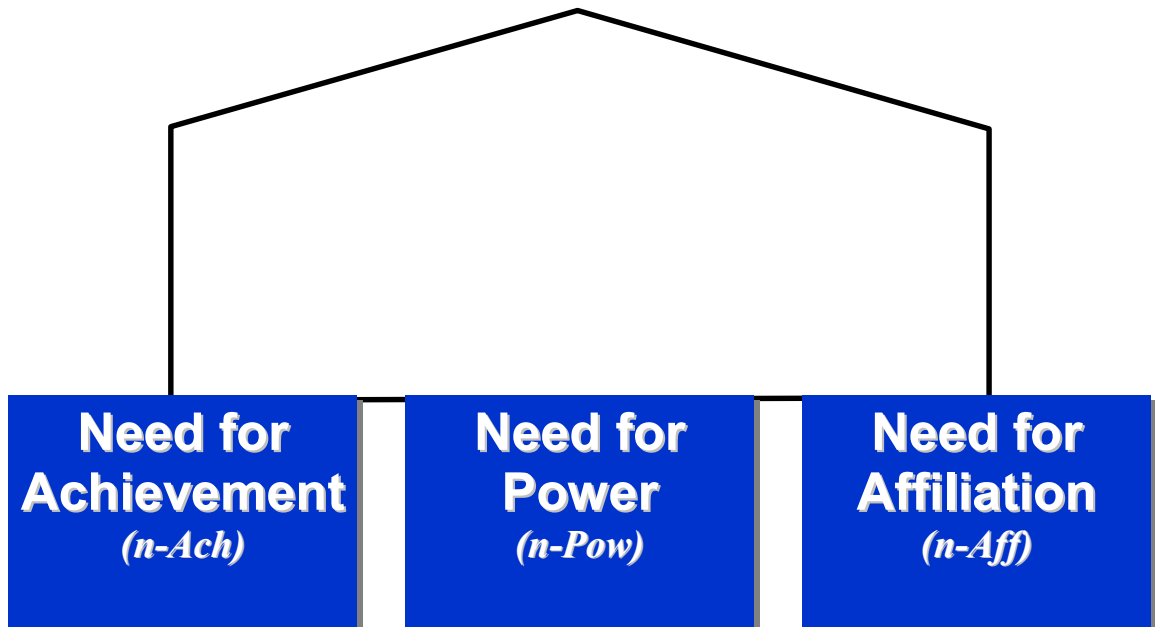 Need for
Achievement
(n-Ach)
Need for
Power
(n-Pow)
Need for
Affiliation
(n-Aff)